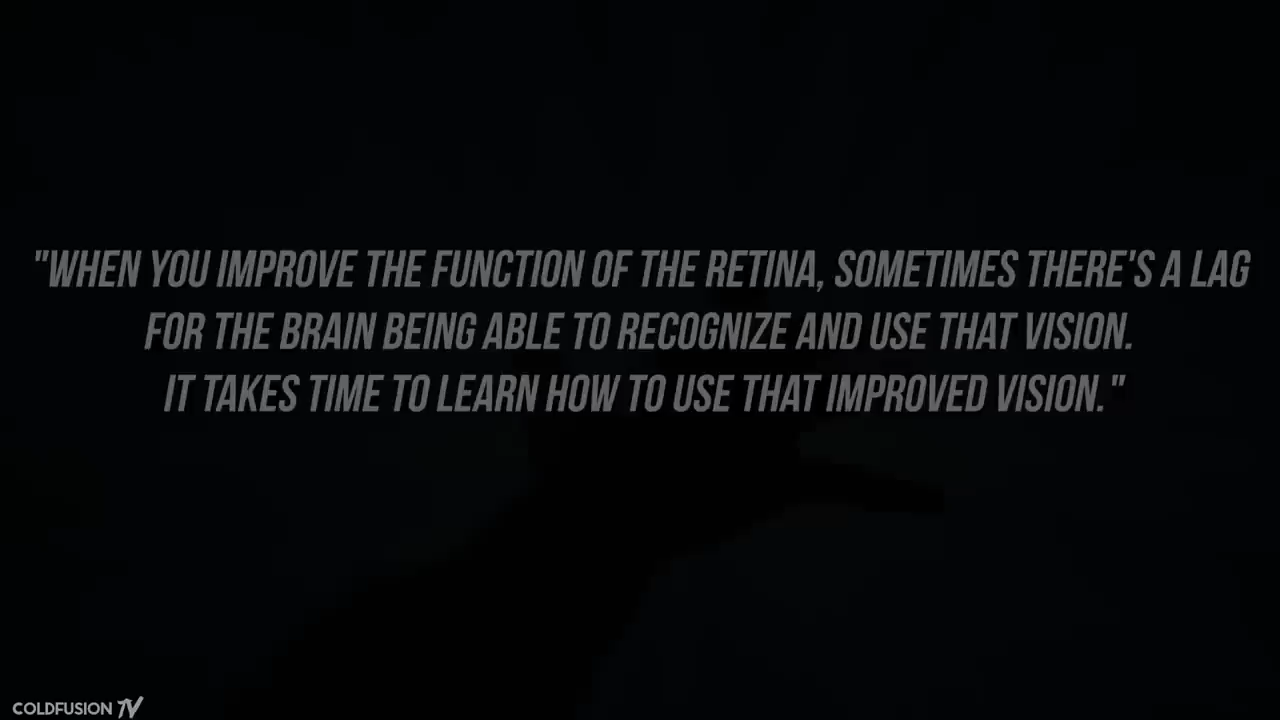 "WHEN YOU IMPROVE THE FUNCTION OF THE RETINA, SOMETIMES THERE'S A LAG
FOR THE BRAIN BEING ABLE TO RECOGNIZE AND USE THAT VISION.
IT TAKES TIME TO LEARN HOW TO USE THAT IMPROVED VISION."
COLDFUSION TV